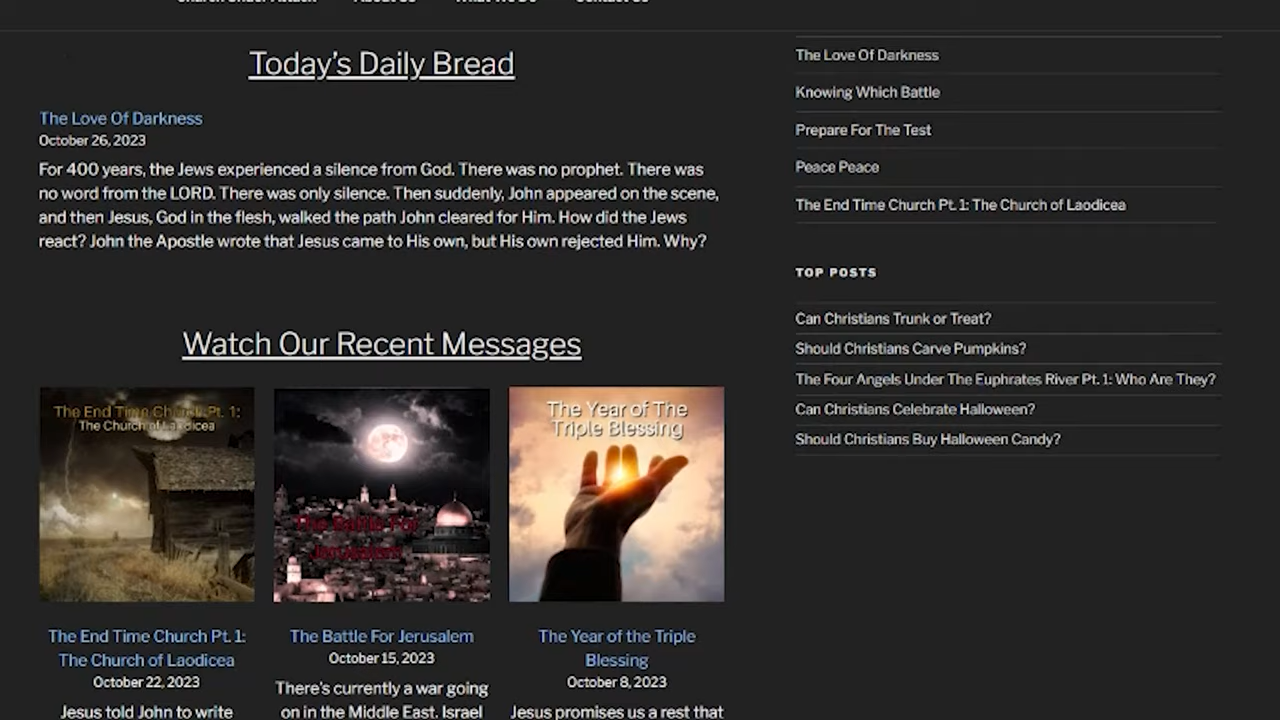 Today's Daily Bread
The Love Of Darkness
October 26, 2023
For 400 years, the Jews experienced a silence from God. There was no prophet. There was
no word from the LORD. There was only silence. Then suddenly, John appeared on the scene,
and then Jesus, God in the flesh, walked the path John cleared for Him. How did the Jews
react? John the Apostle wrote that Jesus came to His own, but His own rejected Him. Why?
Watch Our Recent Messages
The End Time Church Pt. 1:
The Church of Laodicea
The Battle For
Jerusalem
The Year of The
Triple Blessing
The End Time Church Pt. 1:
The Church of Laodicea
October 22, 2023
Jesus told John to write
The Battle For Jerusalem
October 15, 2023
There's currently a war going
on in the Middle East. Israel
The Year of the Triple
Blessing
October 8, 2023
Jesus promises us a rest that
The Love Of Darkness
Knowing Which Battle
Prepare For The Test
Peace Peace
The End Time Church Pt. 1: The Church of Laodicea
TOP POSTS
Can Christians Trunk or Treat?
Should Christians Carve Pumpkins?
The Four Angels Under The Euphrates River Pt. 1: Who Are They?
Can Christians Celebrate Halloween?
Should Christians Buy Halloween Candy?